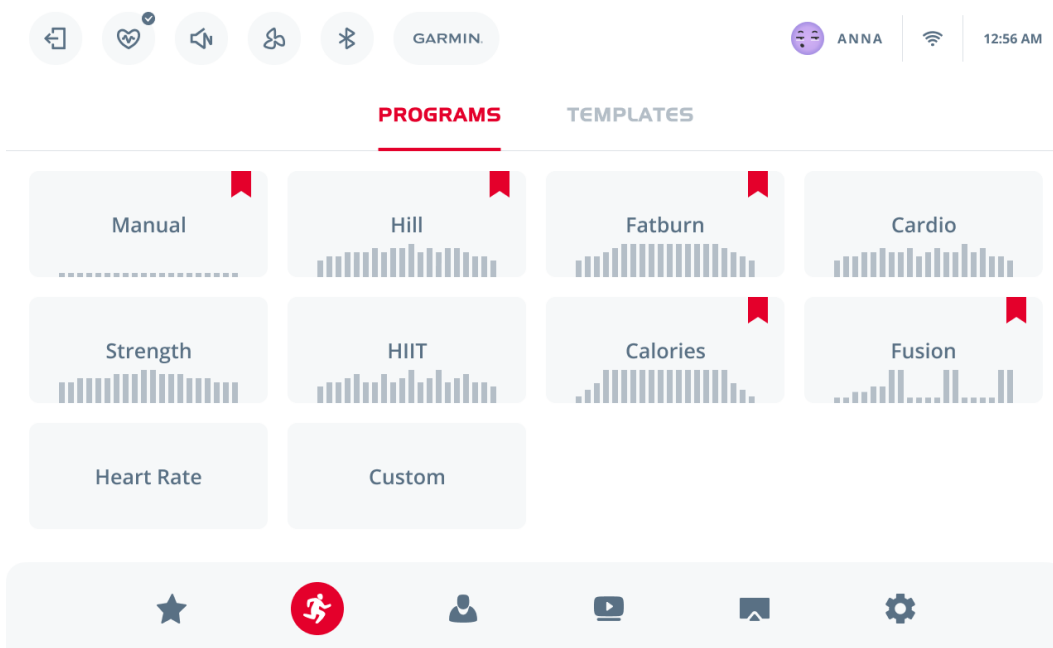 GARMIN.
ANNA
12:56 AM
PROGRAMS TEMPLATES
Manual Hill Fatburn Cardio
Strength HIIT Calories Fusion
Heart Rate Custom